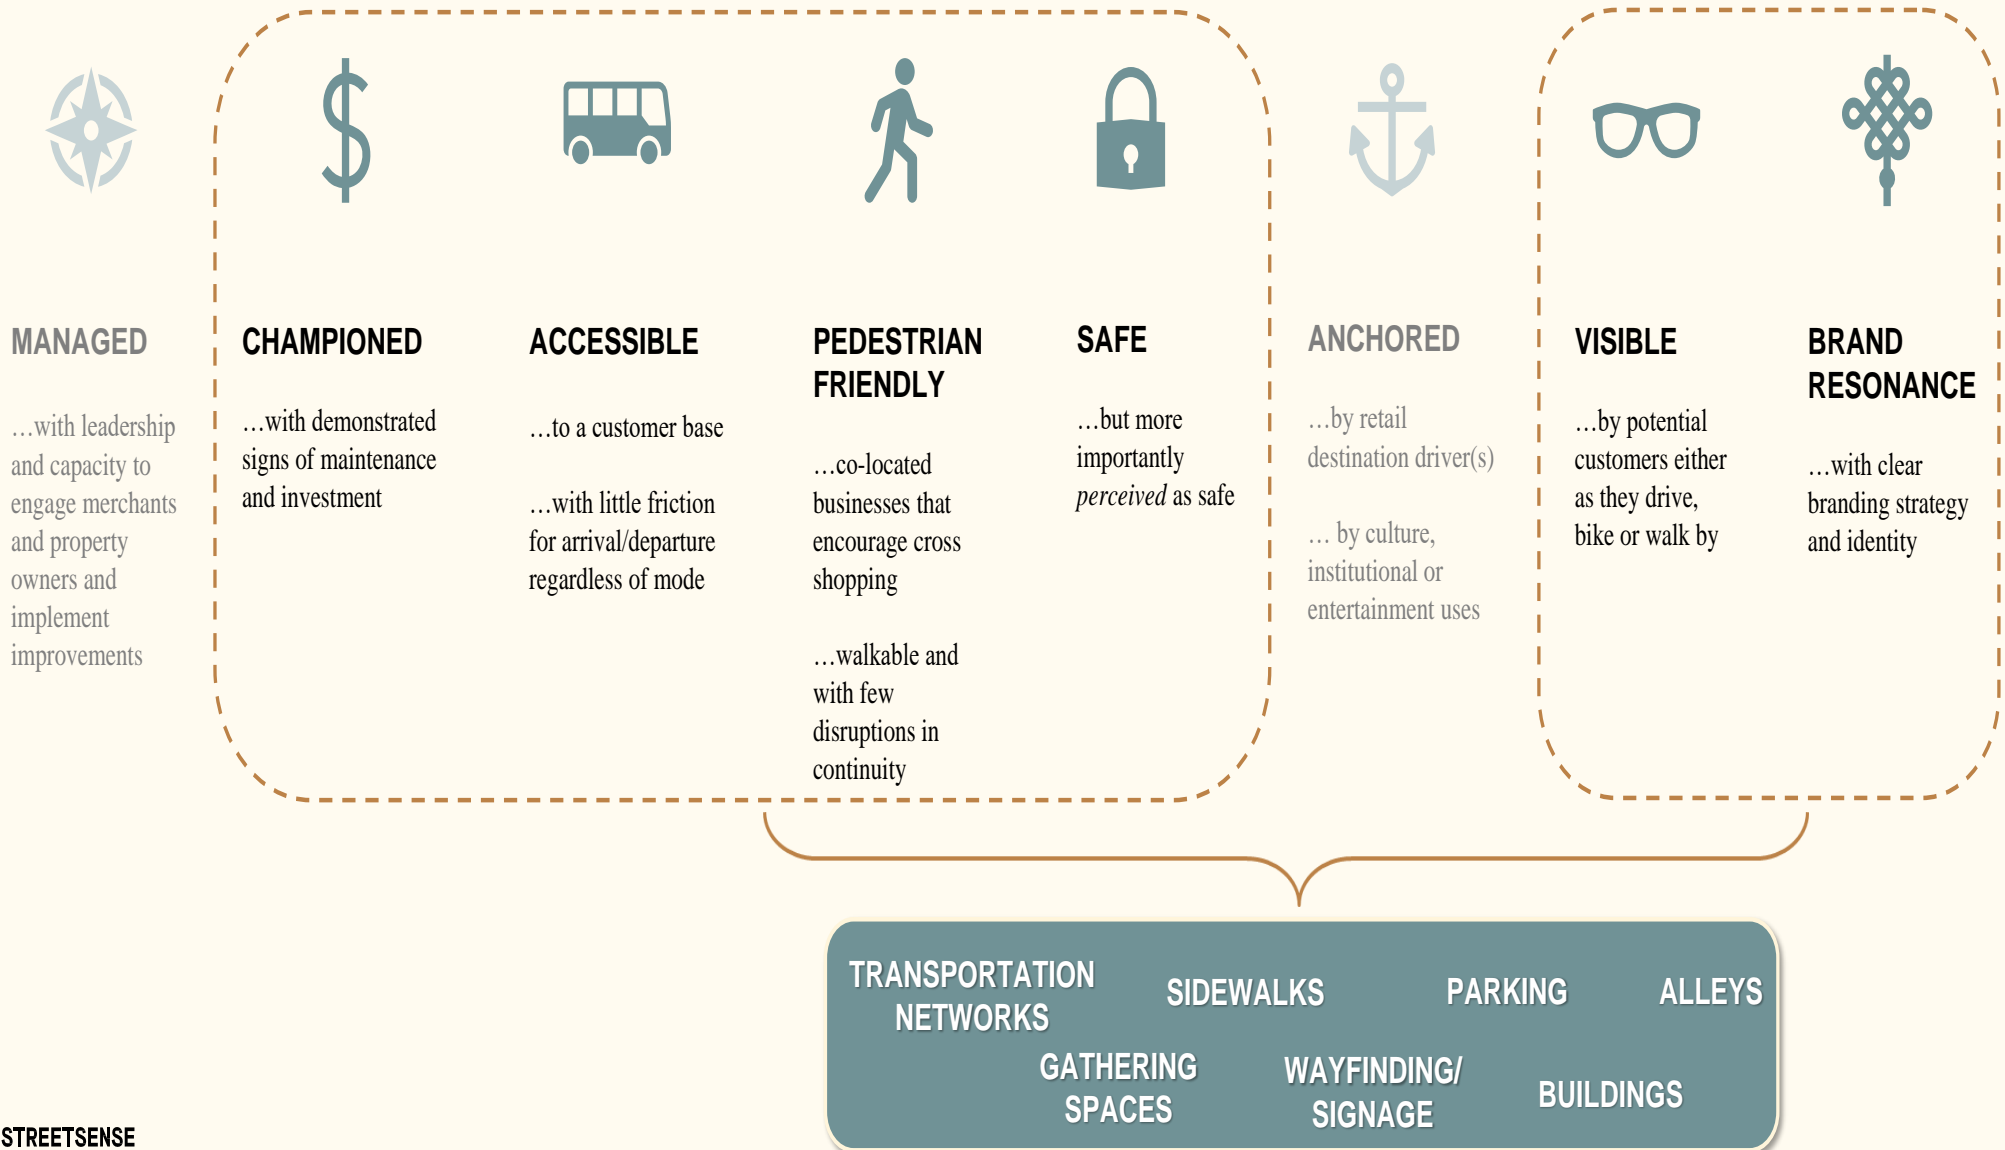 MANAGED
…with leadership
and capacity to
engage merchants
and property
owners and
implement
improvements
CHAMPIONED
…with demonstrated
signs of maintenance
and investment
ACCESSIBLE
…to a customer base
…with little friction
for arrival/departure
regardless of mode
PEDESTRIAN
FRIENDLY
…co-located
businesses that
encourage cross
shopping
…walkable and
with few
disruptions in
continuity
SAFE
…but more
importantly
perceived as safe
ANCHORED
…by retail
destination driver(s)
… by culture,
institutional or
entertainment uses
VISIBLE
…by potential
customers either
as they drive,
bike or walk by
BRAND
RESONANCE
…with clear
branding strategy
and identity
TRANSPORTATION
NETWORKS
SIDEWALKS
PARKING
ALLEYS
GATHERING
SPACES
WAYFINDING/
SIGNAGE
BUILDINGS
STREETSENSE